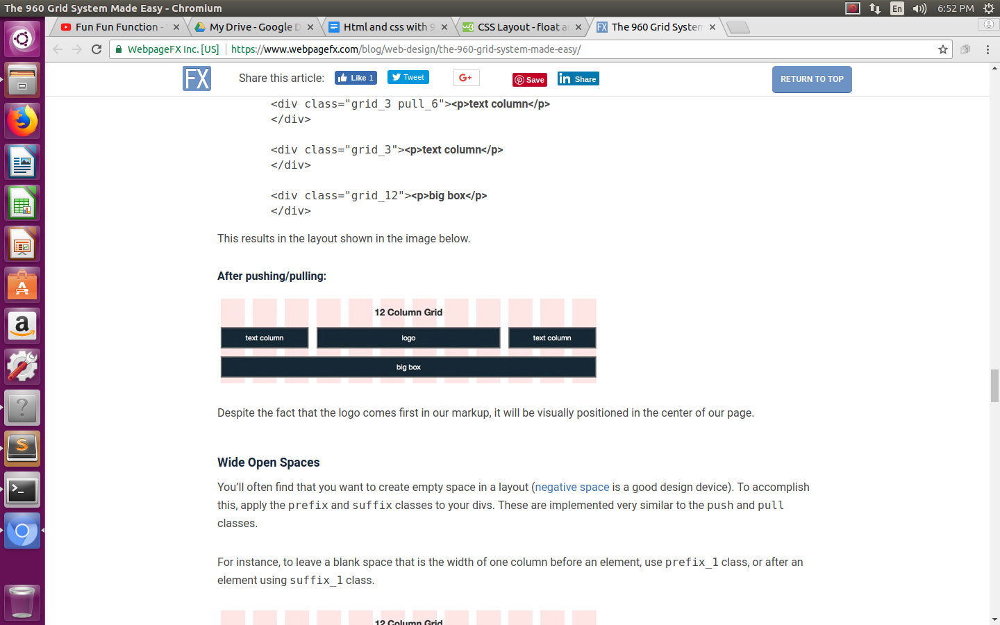 The 960 Grid System Made Easy - Chromium
En
6:52 PM
Fun Fun Function -
My Drive - Google D
Html and css with 9
CSS Layout - float a
The 960 Grid System
WebpageFX Inc. [US]
https://www.webpagefx.com/blog/web-design/the-960-grid-system-made-easy/
FX
Share this article:
Like 1
Tweet
G+
Save
in Share
RETURN TO TOP
<div class="grid_3 pull_6"><p>text column</p>
</div>
<div class="grid_3"><p>text column</p>
</div>
<div class="grid_12"><p>big box</p>
</div>
This results in the layout shown in the image below.
After pushing/pulling:
12 Column Grid
text column
logo
text column
big box
Despite the fact that the logo comes first in our markup, it will be visually positioned in the center of our page.
Wide Open Spaces
You’ll often find that you want to create empty space in a layout (negative space is a good design device). To accomplish
this, apply the prefix and suffix classes to your divs. These are implemented very similar to the push and pull
classes.
For instance, to leave a blank space that is the width of one column before an element, use prefix_1 class, or after an
element using suffix_1 class.
12 Column Grid